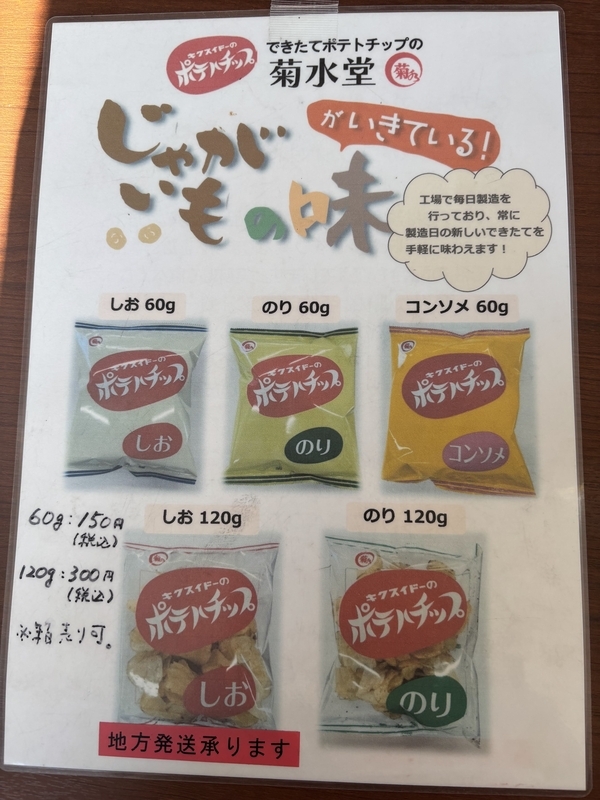 キクスイドーの
ポテトチップ
できたてポテトチップの
菊水堂
じゃがいもの味
がいきている!
工場で毎日製造を
行っており、常に
製造日の新しいできたてを
手軽に味わえます!
しお 60g
のり 60g
コンソメ 60g
キクスイドーの
ポテトチップ
しお
キクスイドーの
ポテトチップ
のり
キクスイドーの
ポテトチップ
コンソメ
60g:150円
(税込)
120g:300円
(税込)
※箱売り可。
しお 120g
のり 120g
キクスイドーの
ポテトチップ
しお
キクスイドーの
ポテトチップ
のり
地方発送承ります